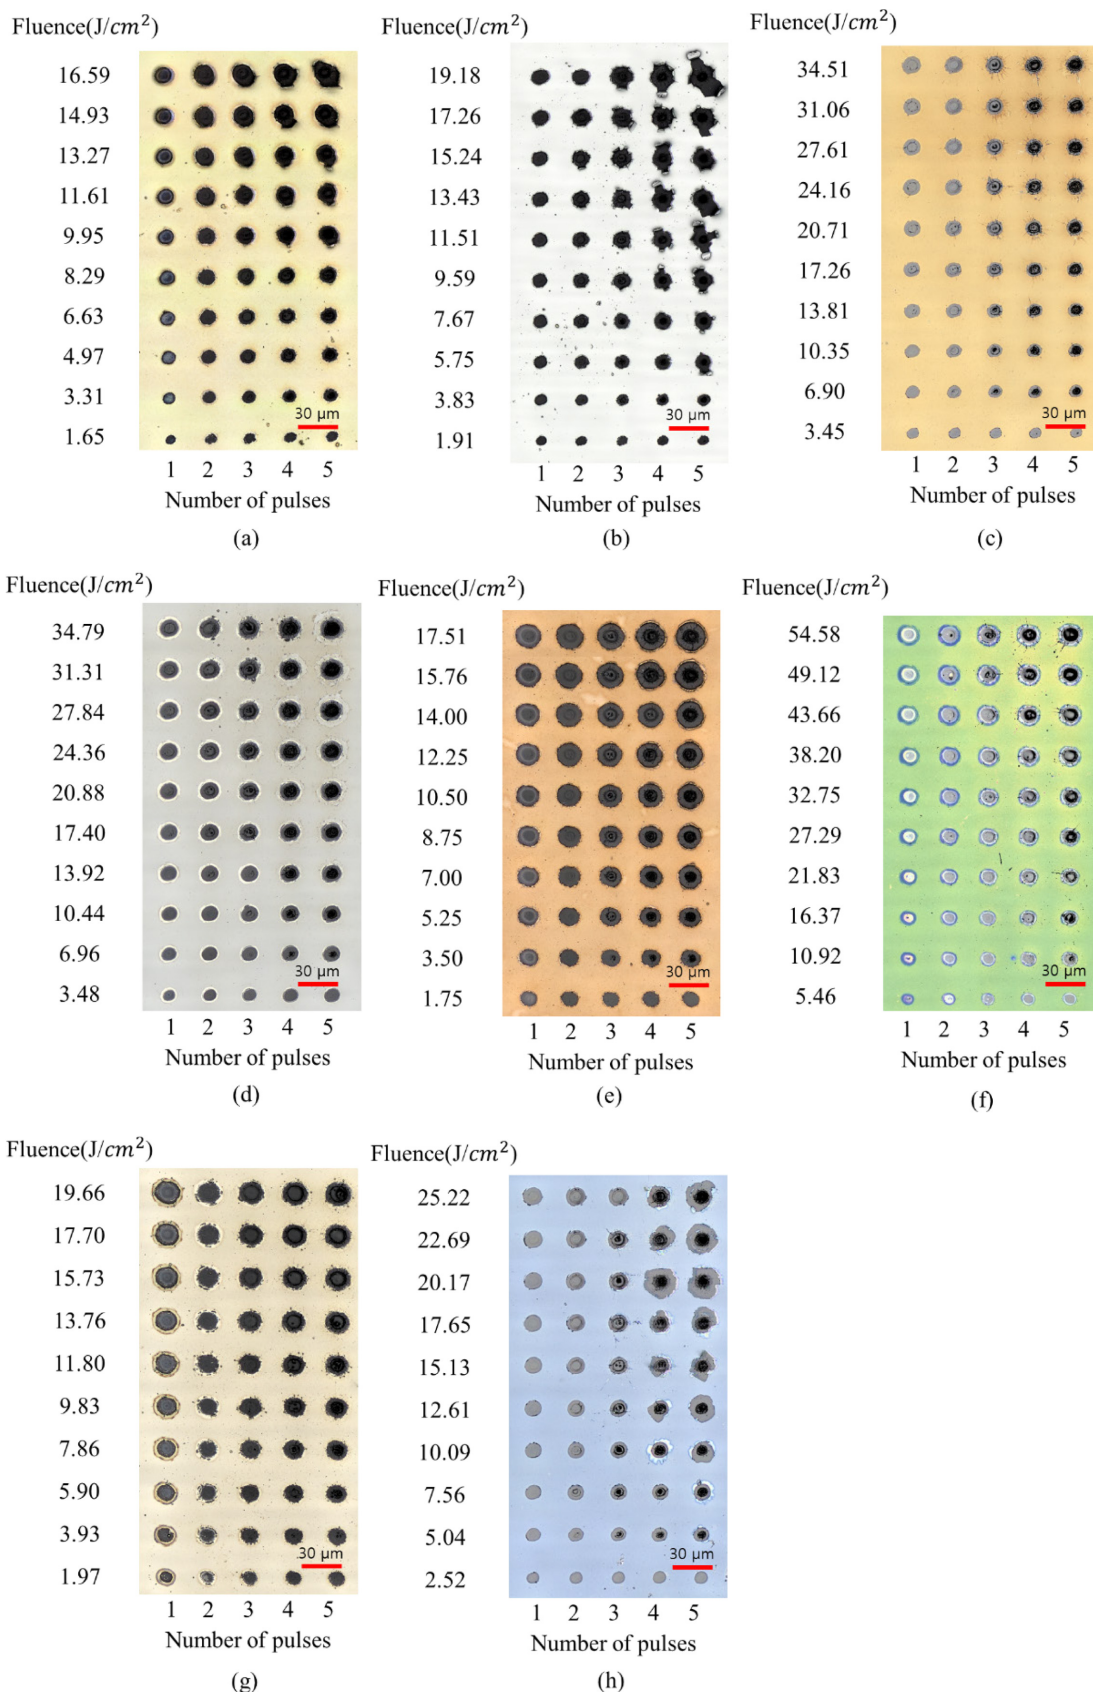 Fluence(J/cm²)
16.59
14.93
13.27
11.61
9.95
8.29
6.63
4.97
3.31
1.65
30 μm
1 2 3 4 5
Number of pulses
(a)
Fluence(J/cm²)
19.18
17.26
15.24
13.43
11.51
9.59
7.67
5.75
3.83
1.91
30 μm
1 2 3 4 5
Number of pulses
(b)
Fluence(J/cm²)
34.51
31.06
27.61
24.16
20.71
17.26
13.81
10.35
6.90
3.45
30 μm
1 2 3 4 5
Number of pulses
(c)
Fluence(J/cm²)
34.79
31.31
27.84
24.36
20.88
17.40
13.92
10.44
6.96
3.48
30 μm
1 2 3 4 5
Number of pulses
(d)
Fluence(J/cm²)
17.51
15.76
14.00
12.25
10.50
8.75
7.00
5.25
3.50
1.75
30 μm
1 2 3 4 5
Number of pulses
(e)
Fluence(J/cm²)
54.58
49.12
43.66
38.20
32.75
27.29
21.83
16.37
10.92
5.46
30 μm
1 2 3 4 5
Number of pulses
(f)
Fluence(J/cm²)
19.66
17.70
15.73
13.76
11.80
9.83
7.86
5.90
3.93
1.97
30 μm
1 2 3 4 5
Number of pulses
(g)
Fluence(J/cm²)
25.22
22.69
20.17
17.65
15.13
12.61
10.09
7.56
5.04
2.52
30 μm
1 2 3 4 5
Number of pulses
(h)